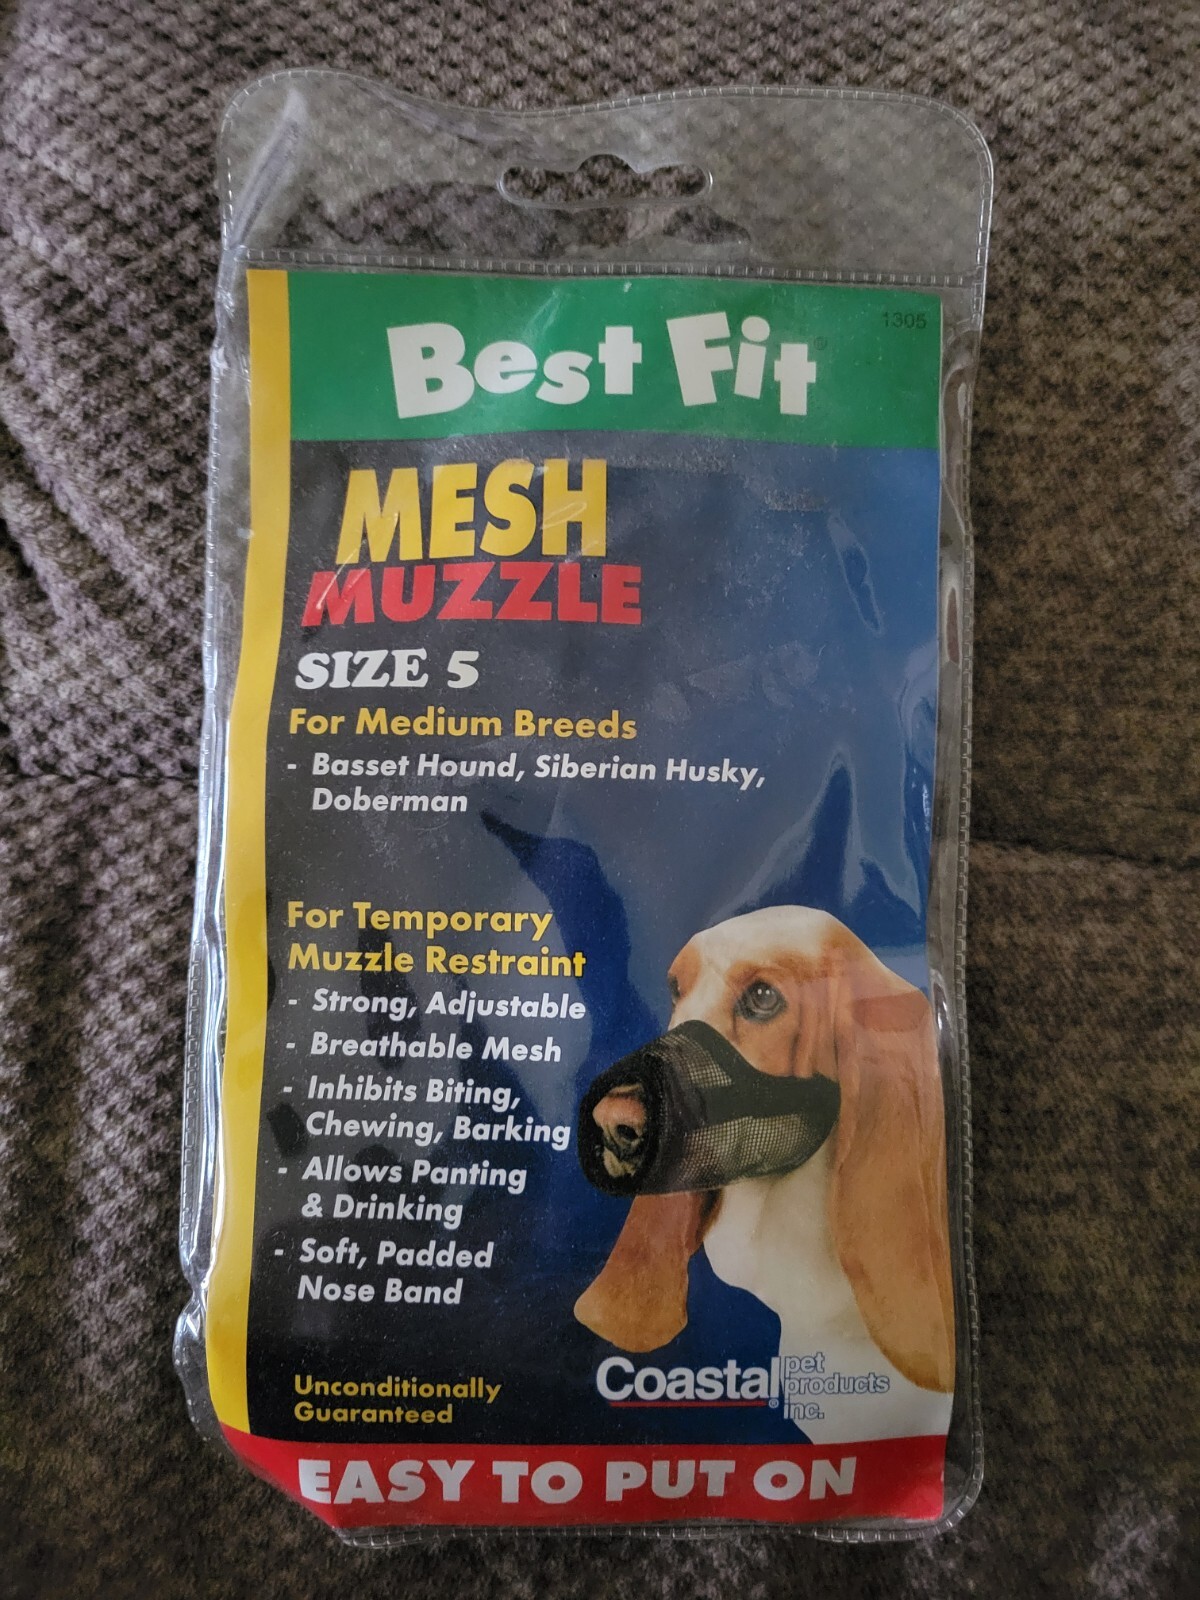 1305
Best Fit®
MESH
MUZZLE
SIZE 5
For Medium Breeds
- Basset Hound, Siberian Husky,
Doberman
For Temporary
Muzzle Restraint
- Strong, Adjustable
- Breathable Mesh
- Inhibits Biting,
Chewing, Barking
- Allows Panting
& Drinking
- Soft, Padded
Nose Band
Unconditionally
Guaranteed
Coastal®
pet
products
inc.
EASY TO PUT ON